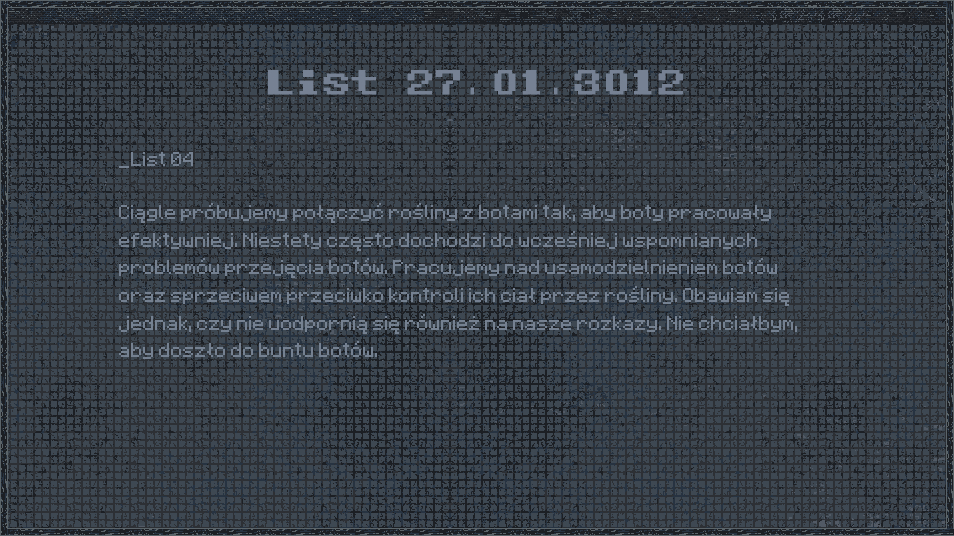 List 27.01.3012
_List 04
Ciągle próbujemy połączyć rośliny z botami tak, aby boty pracowały
efektywniej. Niestety często dochodzi do wcześniej wspomnianych
problemów przejęcia botów. Pracujemy nad usamodzielnieniem botów
oraz sprzeciwem przeciwko kontroli ich ciał przez rośliny. Obawiam się
jednak, czy nie uodpornią się również na nasze rozkazy. Nie chciałbym,
aby doszło do buntu botów.